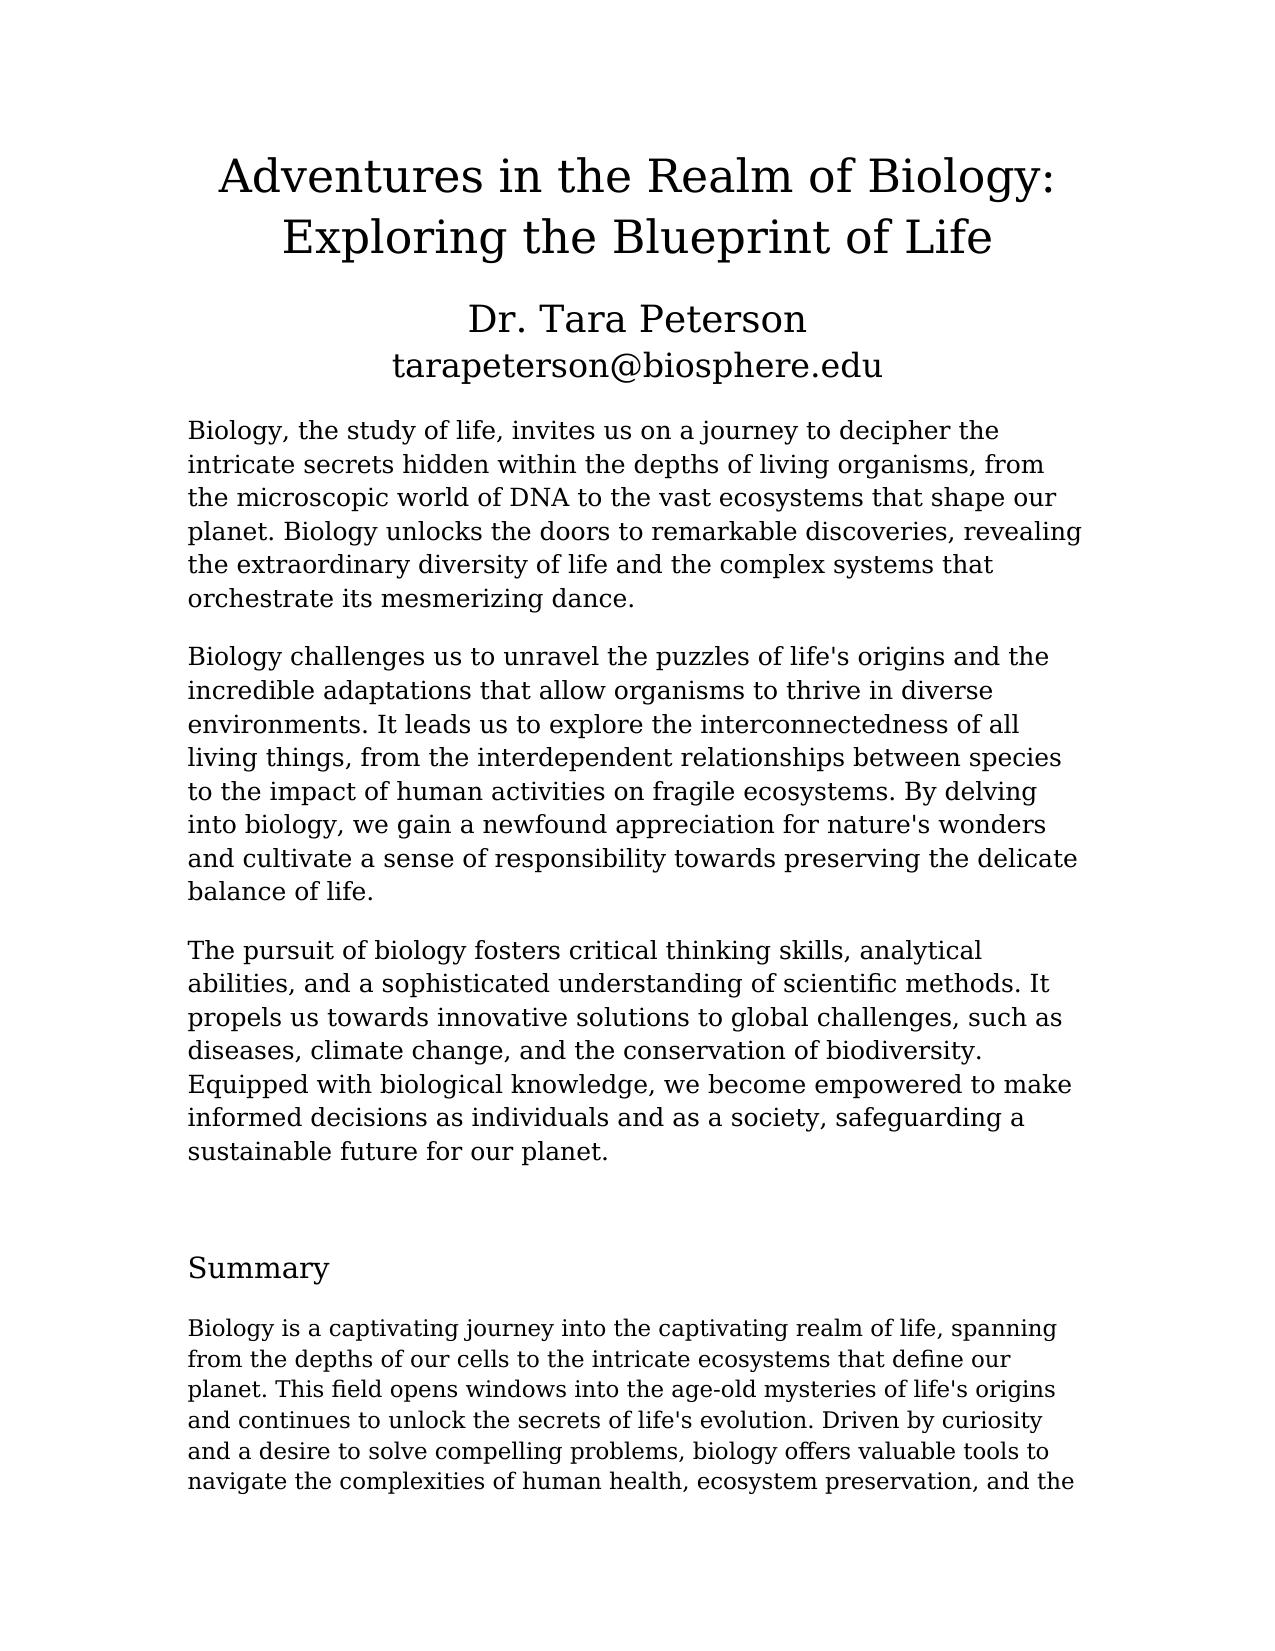 Adventures in the Realm of Biology:
Exploring the Blueprint of Life
Dr. Tara Peterson
tarapeterson@biosphere.edu
Biology, the study of life, invites us on a journey to decipher the
intricate secrets hidden within the depths of living organisms, from
the microscopic world of DNA to the vast ecosystems that shape our
planet. Biology unlocks the doors to remarkable discoveries, revealing
the extraordinary diversity of life and the complex systems that
orchestrate its mesmerizing dance.
Biology challenges us to unravel the puzzles of life's origins and the
incredible adaptations that allow organisms to thrive in diverse
environments. It leads us to explore the interconnectedness of all
living things, from the interdependent relationships between species
to the impact of human activities on fragile ecosystems. By delving
into biology, we gain a newfound appreciation for nature's wonders
and cultivate a sense of responsibility towards preserving the delicate
balance of life.
The pursuit of biology fosters critical thinking skills, analytical
abilities, and a sophisticated understanding of scientific methods. It
propels us towards innovative solutions to global challenges, such as
diseases, climate change, and the conservation of biodiversity.
Equipped with biological knowledge, we become empowered to make
informed decisions as individuals and as a society, safeguarding a
sustainable future for our planet.
Summary
Biology is a captivating journey into the captivating realm of life, spanning
from the depths of our cells to the intricate ecosystems that define our
planet. This field opens windows into the age-old mysteries of life's origins
and continues to unlock the secrets of life's evolution. Driven by curiosity
and a desire to solve compelling problems, biology offers valuable tools to
navigate the complexities of human health, ecosystem preservation, and the